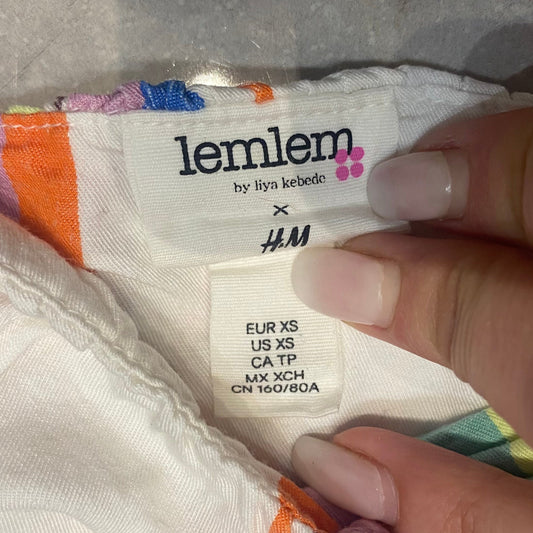 lemlem
by liya kebede
x
H&M
EUR XS
US XS
CA TP
MX XCH
CN 160/80A